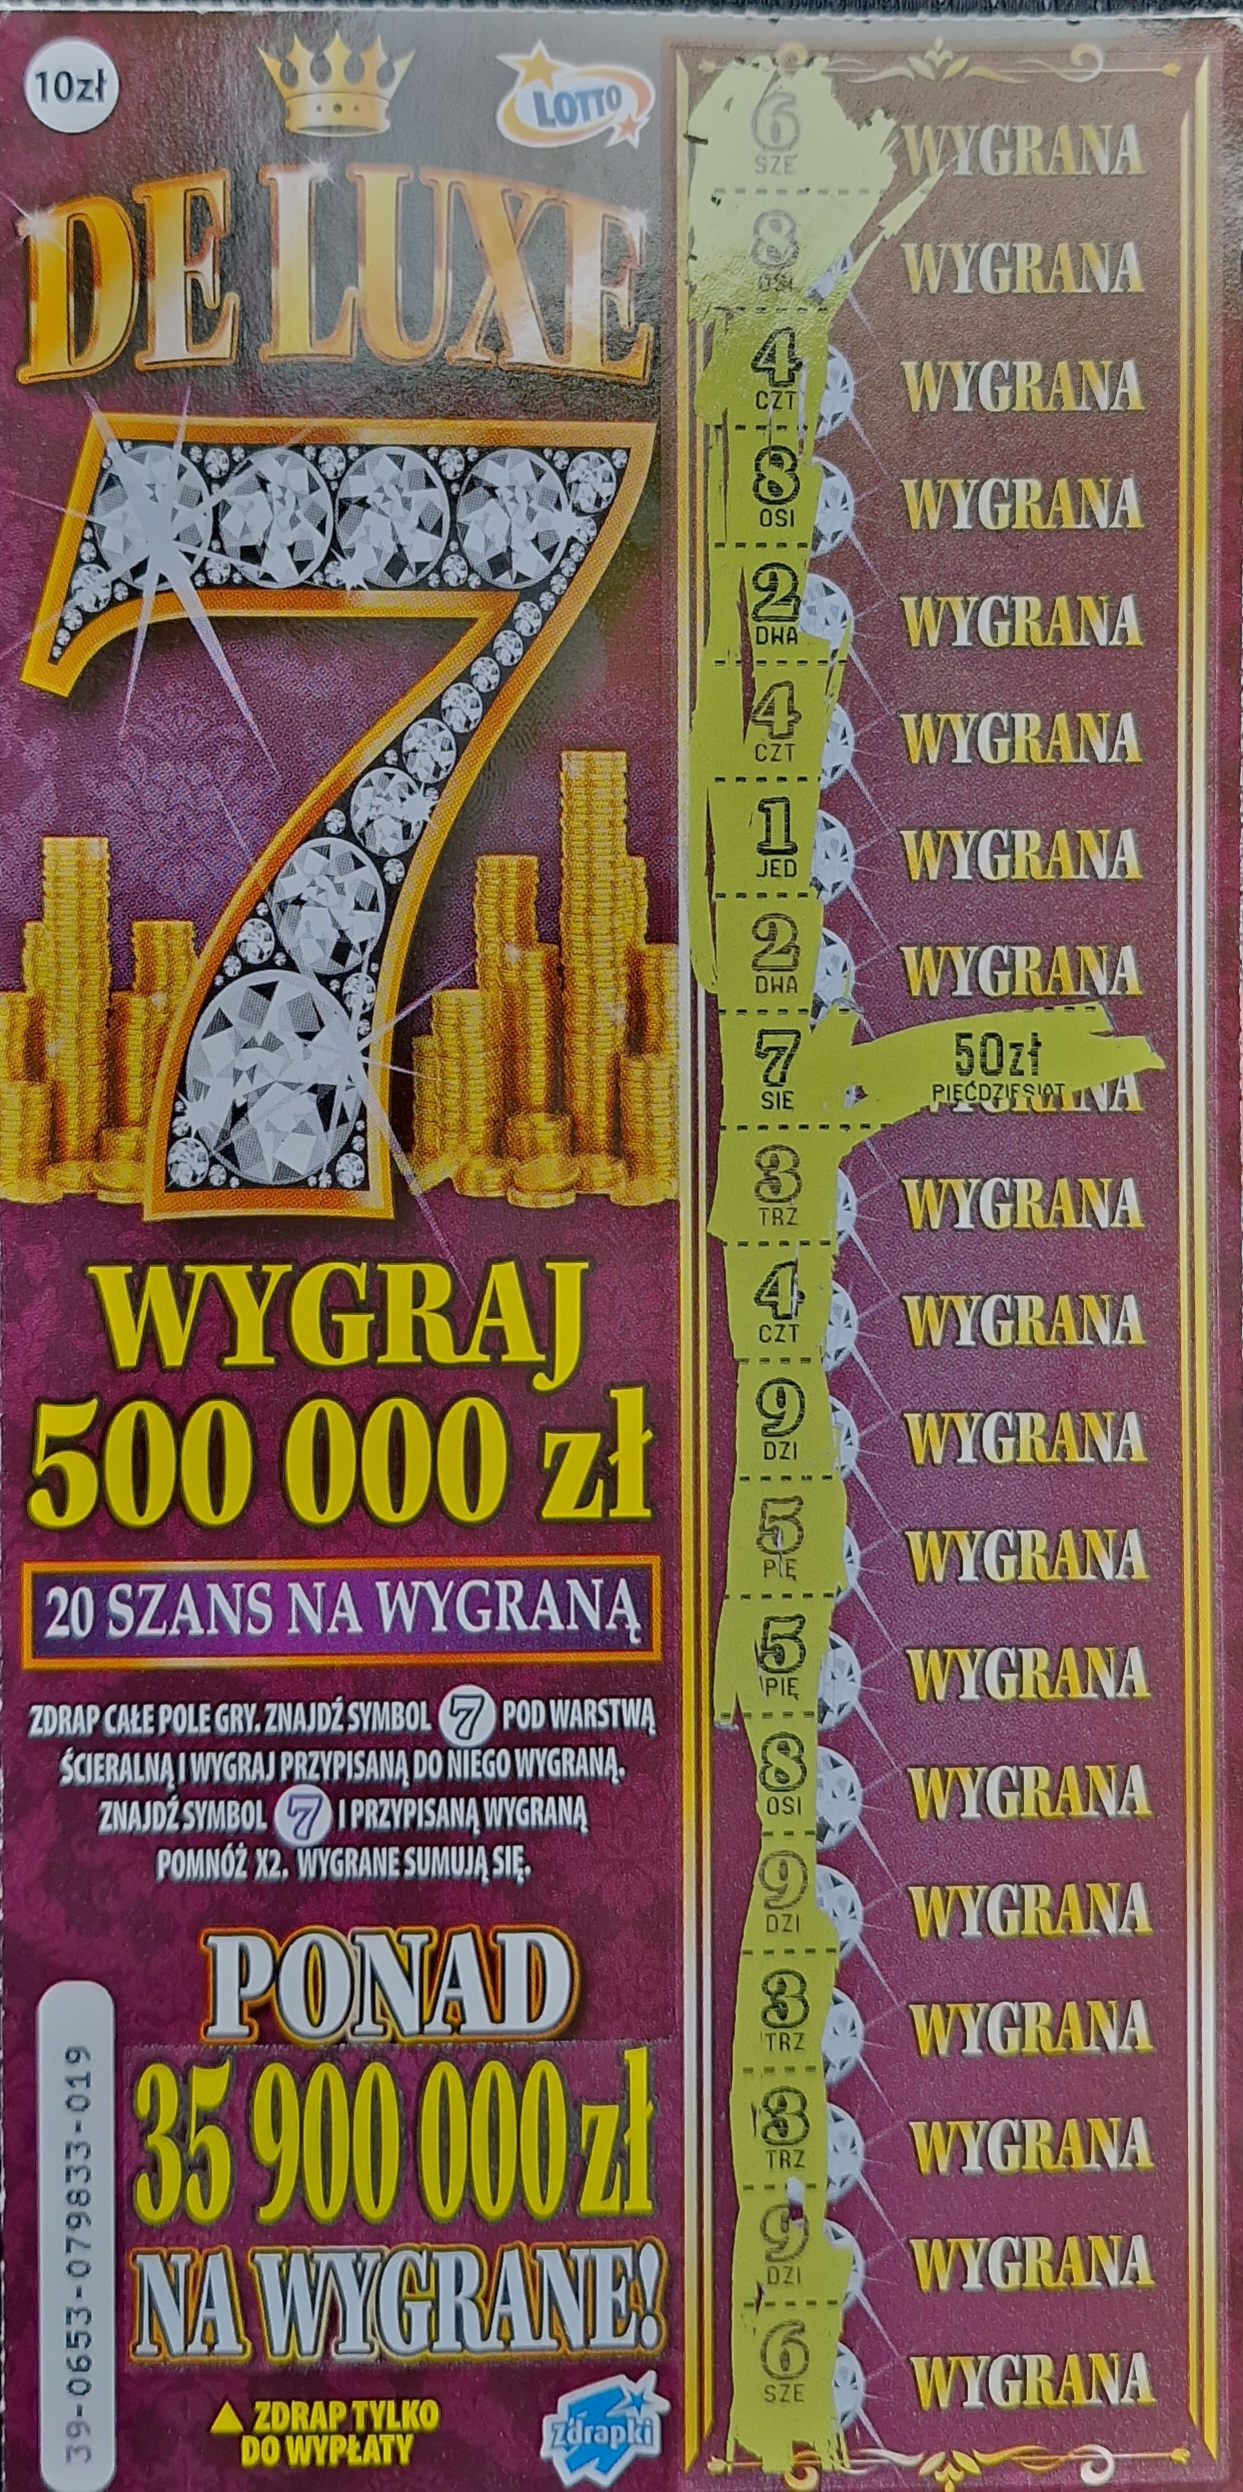 10zł
LOTTO
DE LUXE
7
WYGRAJ
500 000 zł
20 SZANS NA WYGRANĄ
ZDRAP CAŁE POLE GRY. ZNAJDŹ SYMBOL 7 POD WARSTWĄ
ŚCIERALNĄ I WYGRAJ PRZYPISANĄ DO NIEGO WYGRANĄ.
ZNAJDŹ SYMBOL 7 I PRZYPISANĄ WYGRANĄ
POMNÓŻ X2. WYGRANE SUMUJĄ SIĘ.
PONAD
35 900 000 zł
NA WYGRANE!
ZDRAP TYLKO
DO WYPŁATY
Zdrapki
39-0653-079833-019
6 WYGRANA
SZE
8 WYGRANA
OSI
4 WYGRANA
CZT
8 WYGRANA
OSI
2 WYGRANA
DWA
4 WYGRANA
CZT
1 WYGRANA
JED
2 WYGRANA
DWA
7 50zł
SIE PIĘĆDZIESIĄT
3 WYGRANA
TRZ
4 WYGRANA
CZT
9 WYGRANA
DZI
5 WYGRANA
PIĘ
5 WYGRANA
PIĘ
8 WYGRANA
OSI
9 WYGRANA
DZI
3 WYGRANA
TRZ
3 WYGRANA
TRZ
9 WYGRANA
DZI
6 WYGRANA
SZE